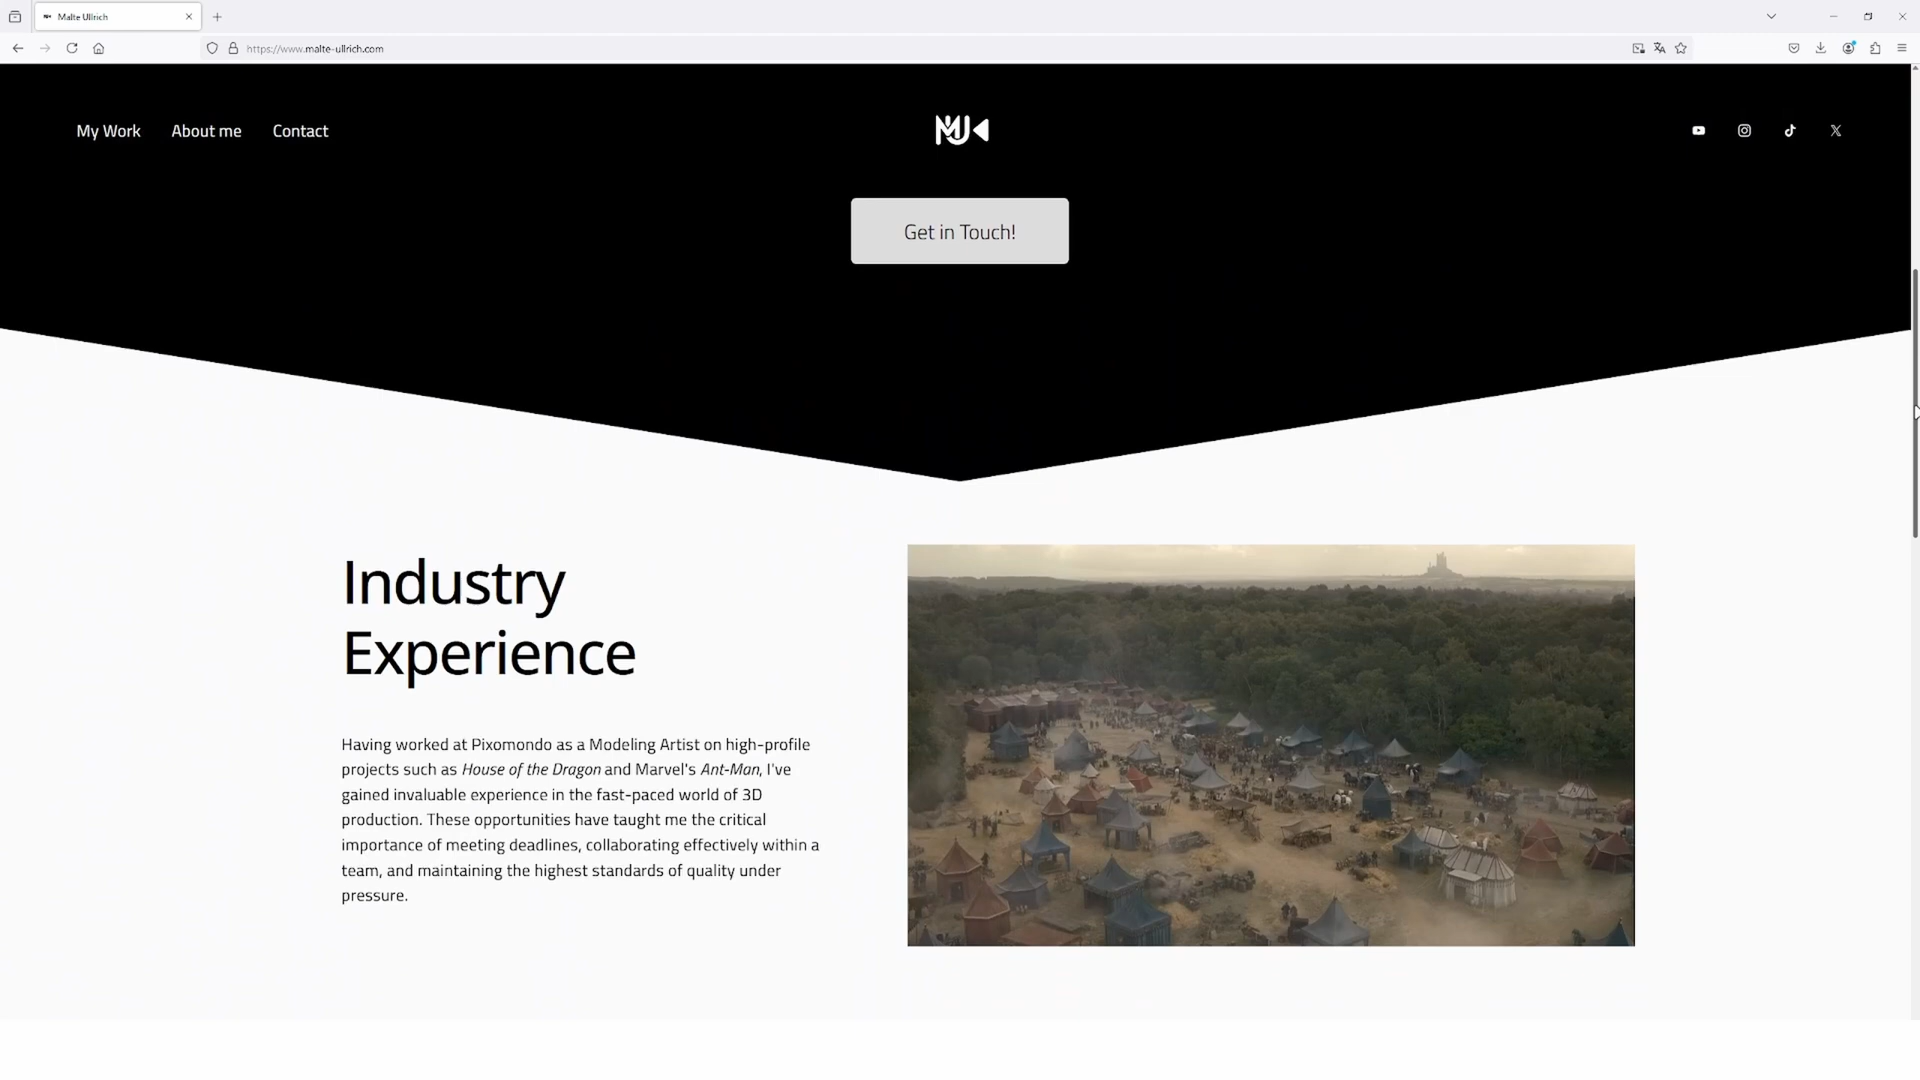 Malte Ullrich
https://www.malte-ullrich.com
My Work About me Contact
MU
Get in Touch!
Industry
Experience
Having worked at Pixomondo as a Modeling Artist on high-profile
projects such as House of the Dragon and Marvel's Ant-Man, I've
gained invaluable experience in the fast-paced world of 3D
production. These opportunities have taught me the critical
importance of meeting deadlines, collaborating effectively within a
team, and maintaining the highest standards of quality under
pressure.